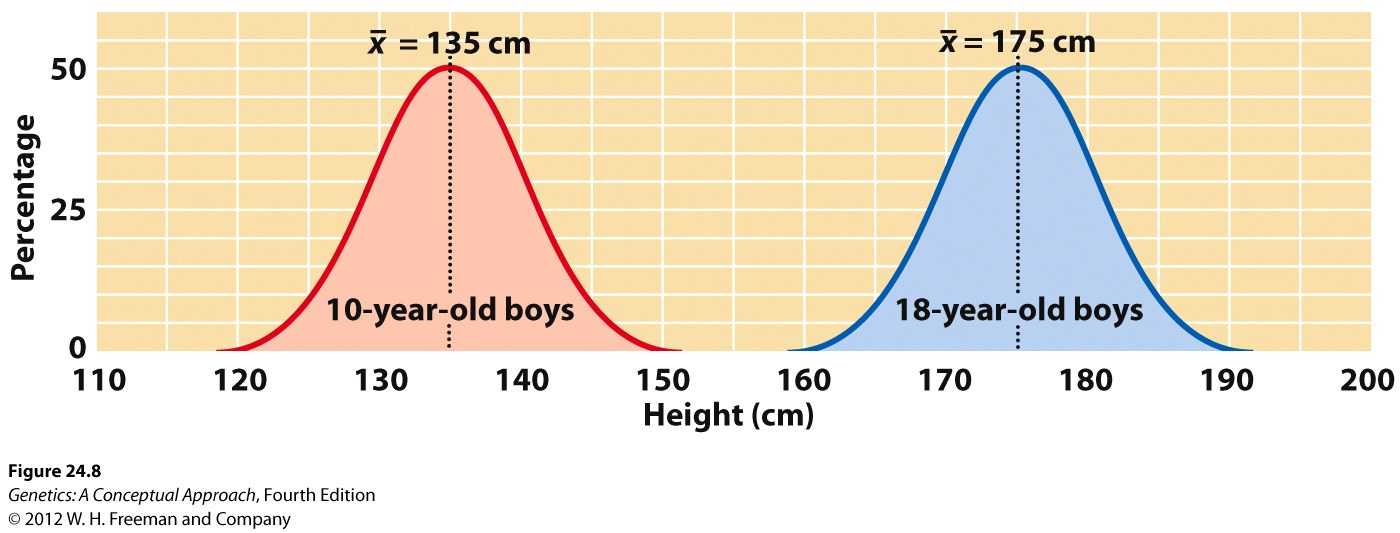 x̄ = 135 cm
x̄ = 175 cm
Percentage
50
25
0
10-year-old boys
18-year-old boys
110 120 130 140 150 160 170 180 190 200
Height (cm)
Figure 24.8
Genetics: A Conceptual Approach, Fourth Edition
© 2012 W. H. Freeman and Company